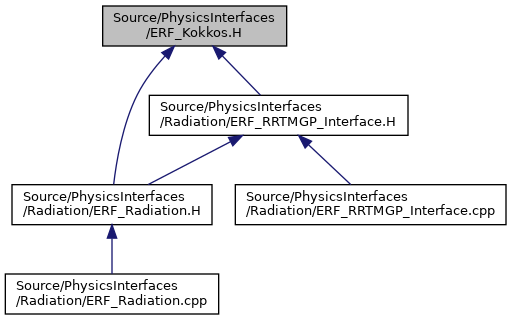 Source/PhysicsInterfaces
/ERF_Kokkos.H
Source/PhysicsInterfaces
/Radiation/ERF_RRTMGP_Interface.H
Source/PhysicsInterfaces
/Radiation/ERF_Radiation.H
Source/PhysicsInterfaces
/Radiation/ERF_RRTMGP_Interface.cpp
Source/PhysicsInterfaces
/Radiation/ERF_Radiation.cpp